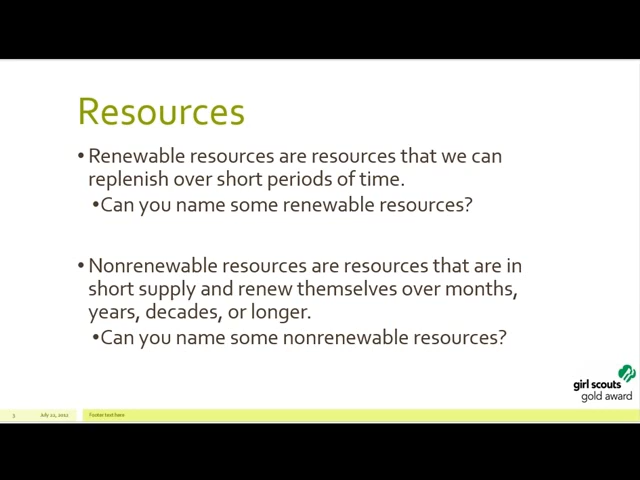 Resources
• Renewable resources are resources that we can
replenish over short periods of time.
•Can you name some renewable resources?
• Nonrenewable resources are resources that are in
short supply and renew themselves over months,
years, decades, or longer.
•Can you name some nonrenewable resources?
girl scouts
gold award
July 22, 2012
Footer text here